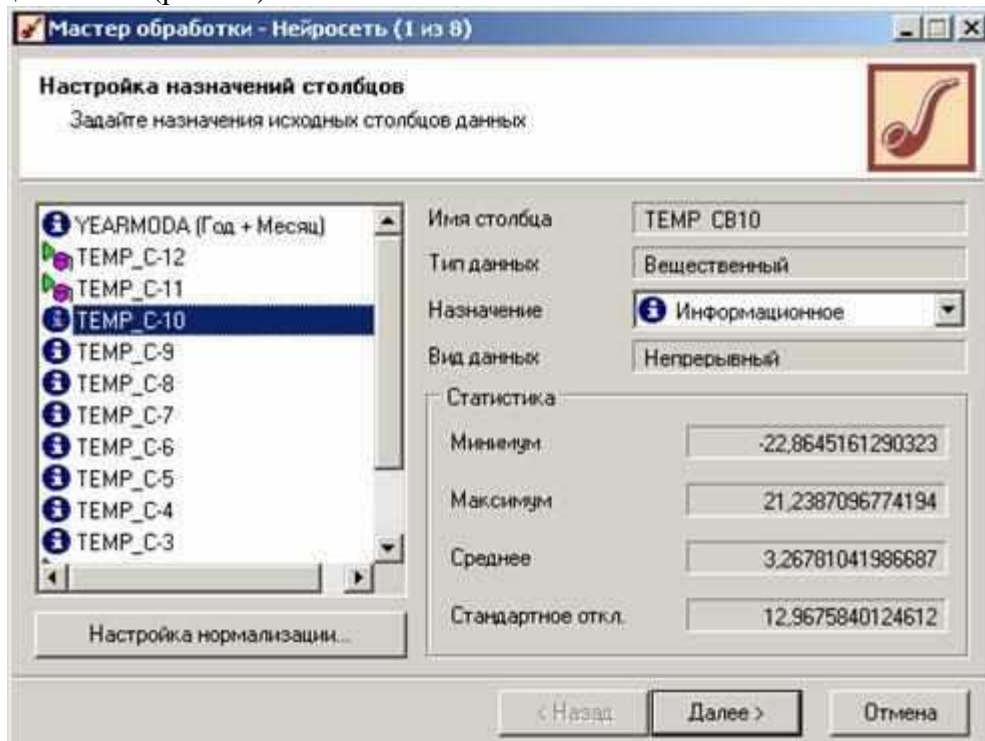 Мастер обработки - Нейросеть (1 из 8)
Настройка назначений столбцов
Задайте назначения исходных столбцов данных
YEARMODA (Год + Месяц)
TEMP_C-12
TEMP_C-11
TEMP_C-10
TEMP_C-9
TEMP_C-8
TEMP_C-7
TEMP_C-6
TEMP_C-5
TEMP_C-4
TEMP_C-3
Настройка нормализации...
Имя столбца TEMP_CB10
Тип данных Вещественный
Назначение Информационное
Вид данных Непрерывный
Статистика
Минимум -22,8645161290323
Максимум 21,2387096774194
Среднее 3,26781041986687
Стандартное откл. 12,9675840124612
< Назад Далее > Отмена